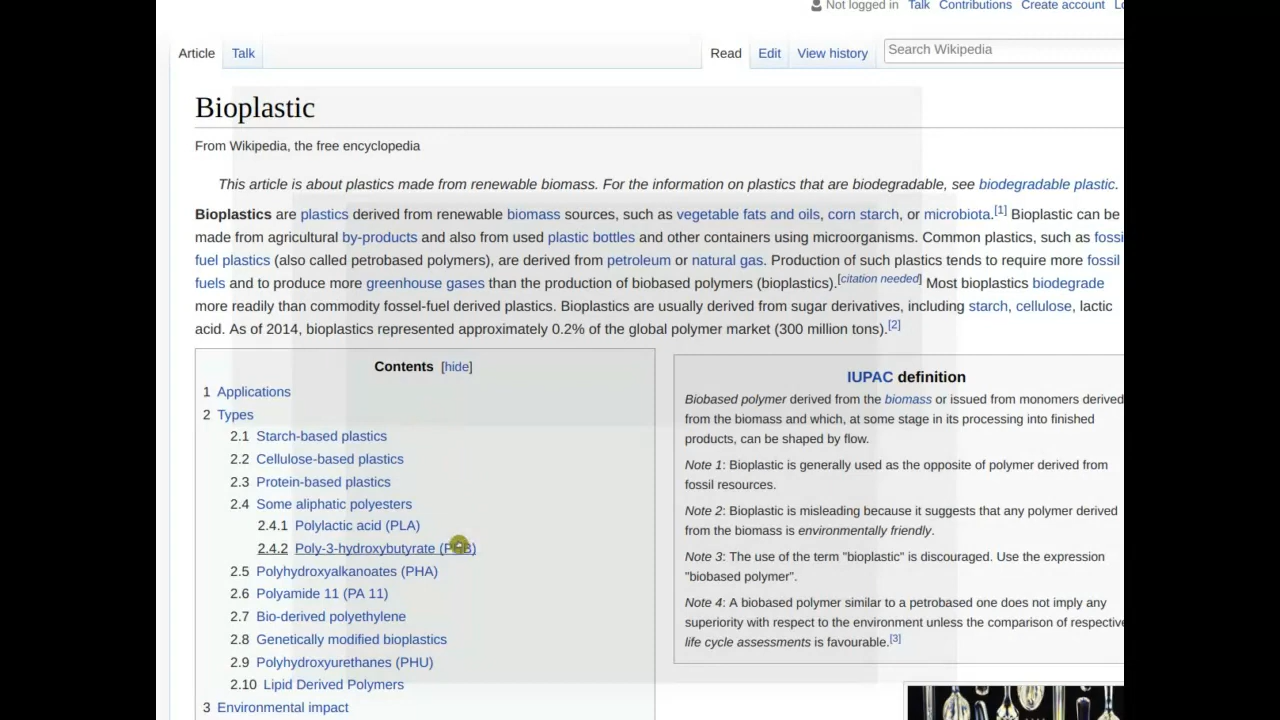 Not logged in Talk Contributions Create account
Article Talk Read Edit View history Search Wikipedia
Bioplastic
From Wikipedia, the free encyclopedia
This article is about plastics made from renewable biomass. For the information on plastics that are biodegradable, see biodegradable plastic.
Bioplastics are plastics derived from renewable biomass sources, such as vegetable fats and oils, corn starch, or microbiota.[1] Bioplastic can be
made from agricultural by-products and also from used plastic bottles and other containers using microorganisms. Common plastics, such as fossi
fuel plastics (also called petrobased polymers), are derived from petroleum or natural gas. Production of such plastics tends to require more fossil
fuels and to produce more greenhouse gases than the production of biobased polymers (bioplastics).[citation needed] Most bioplastics biodegrade
more readily than commodity fossel-fuel derived plastics. Bioplastics are usually derived from sugar derivatives, including starch, cellulose, lactic
acid. As of 2014, bioplastics represented approximately 0.2% of the global polymer market (300 million tons).[2]
Contents [hide]
1 Applications
2 Types
2.1 Starch-based plastics
2.2 Cellulose-based plastics
2.3 Protein-based plastics
2.4 Some aliphatic polyesters
2.4.1 Polylactic acid (PLA)
2.4.2 Poly-3-hydroxybutyrate (PHB)
2.5 Polyhydroxyalkanoates (PHA)
2.6 Polyamide 11 (PA 11)
2.7 Bio-derived polyethylene
2.8 Genetically modified bioplastics
2.9 Polyhydroxyurethanes (PHU)
2.10 Lipid Derived Polymers
3 Environmental impact
IUPAC definition
Biobased polymer derived from the biomass or issued from monomers derived
from the biomass and which, at some stage in its processing into finished
products, can be shaped by flow.
Note 1: Bioplastic is generally used as the opposite of polymer derived from
fossil resources.
Note 2: Bioplastic is misleading because it suggests that any polymer derived
from the biomass is environmentally friendly.
Note 3: The use of the term "bioplastic" is discouraged. Use the expression
"biobased polymer".
Note 4: A biobased polymer similar to a petrobased one does not imply any
superiority with respect to the environment unless the comparison of respective
life cycle assessments is favourable.[3]